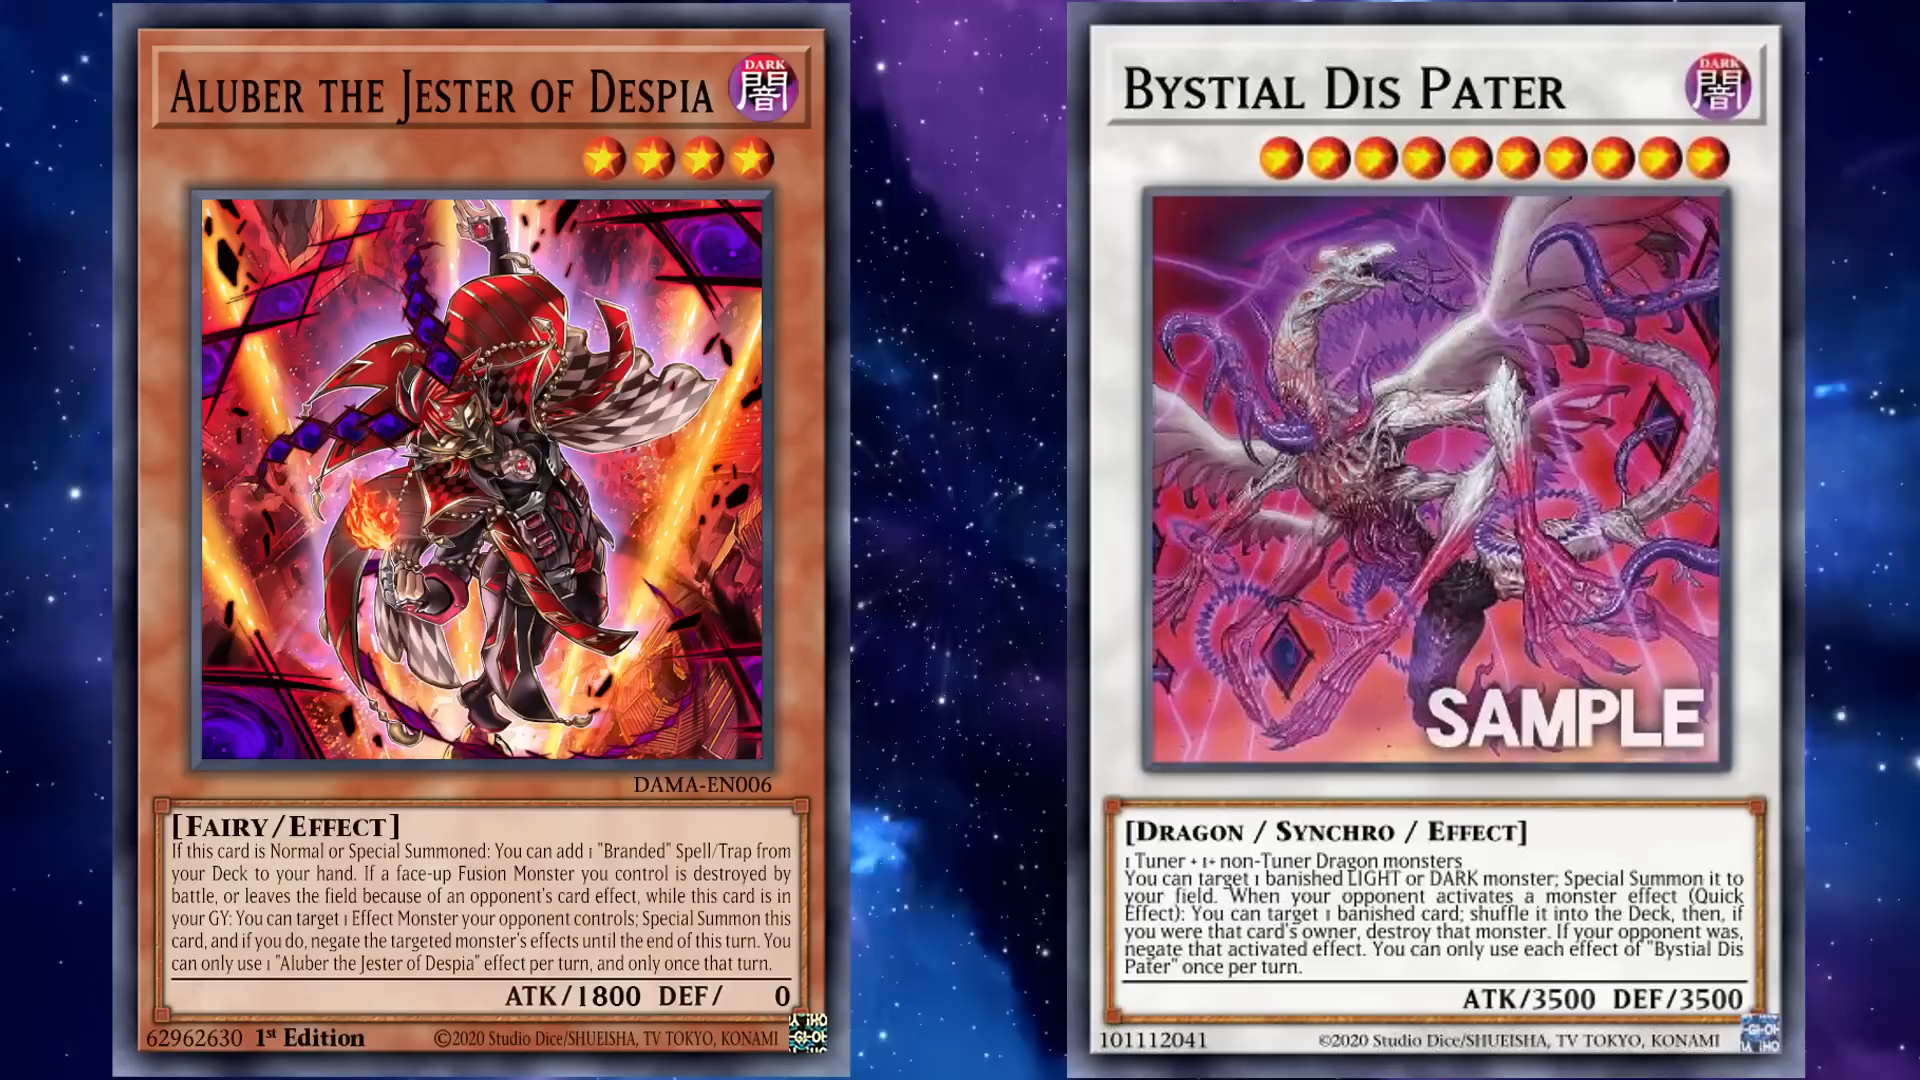 ALUBER THE JESTER OF DESPIA
DARK
闇
DAMA-EN006
[FAIRY/EFFECT]
If this card is Normal or Special Summoned: You can add 1 "Branded" Spell/Trap from
your Deck to your hand. If a face-up Fusion Monster you control is destroyed by
battle, or leaves the field because of an opponent's card effect, while this card is in
your GY: You can target 1 Effect Monster your opponent controls; Special Summon this
card, and if you do, negate the targeted monster's effects until the end of this turn. You
can only use 1 "Aluber the Jester of Despia" effect per turn, and only once that turn.
ATK/1800 DEF/ 0
62962630 1st Edition ©2020 Studio Dice/SHUEISHA, TV TOKYO, KONAMI
BYSTIAL DIS PATER
DARK
闇
SAMPLE
[DRAGON / SYNCHRO / EFFECT]
1 Tuner + 1+ non-Tuner Dragon monsters
You can target 1 banished LIGHT or DARK monster; Special Summon it to
your field. When your opponent activates a monster effect (Quick
Effect): You can target 1 banished card; shuffle it into the Deck, then, if
you were that card's owner, destroy that monster. If your opponent was,
negate that activated effect. You can only use each effect of "Bystial Dis
Pater" once per turn.
ATK/3500 DEF/3500
101112041 ©2020 Studio Dice/SHUEISHA, TV TOKYO, KONAMI